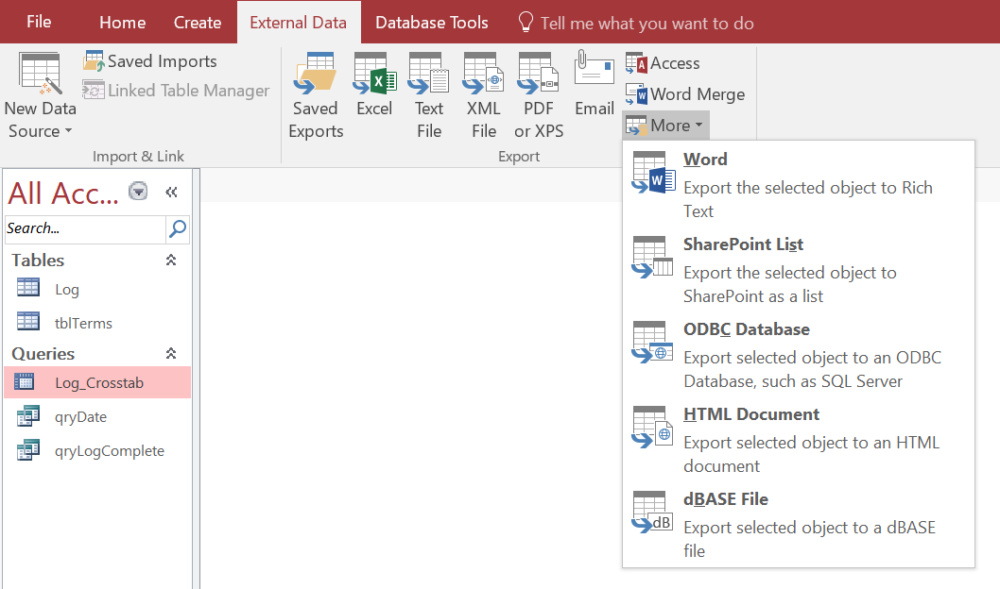 File Home Create External Data Database Tools Tell me what you want to do
New Data
Source
Saved Imports
Linked Table Manager
Import & Link
Saved
Exports
Excel
Text
File
XML
File
PDF
or XPS
Email
Access
Word Merge
More
Export
Word
Export the selected object to Rich
Text
SharePoint List
Export the selected object to
SharePoint as a list
ODBC Database
Export selected object to an ODBC
Database, such as SQL Server
HTML Document
Export selected object to an HTML
document
dBASE File
dB
Export selected object to a dBASE
file
All Acc...
Search...
Tables
Log
tblTerms
Queries
Log_Crosstab
qryDate
qryLogComplete